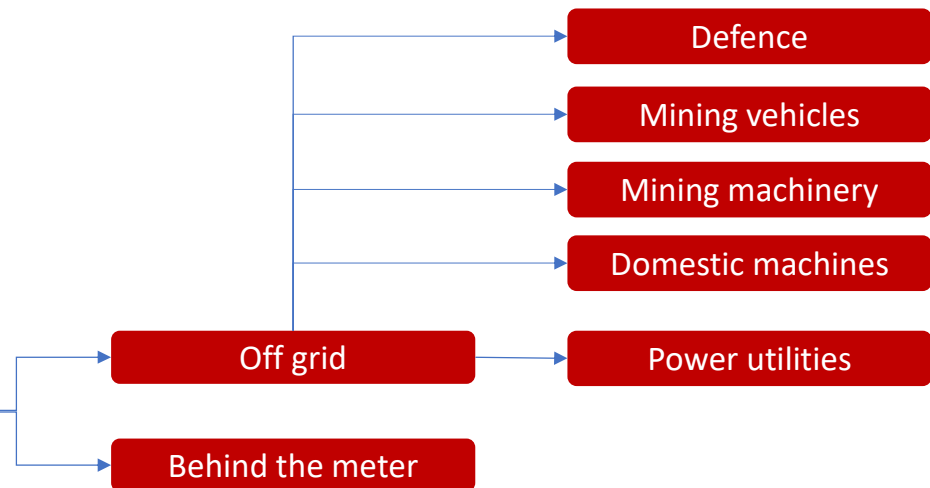 Defence
Mining vehicles
Mining machinery
Domestic machines
Off grid
Power utilities
Behind the meter